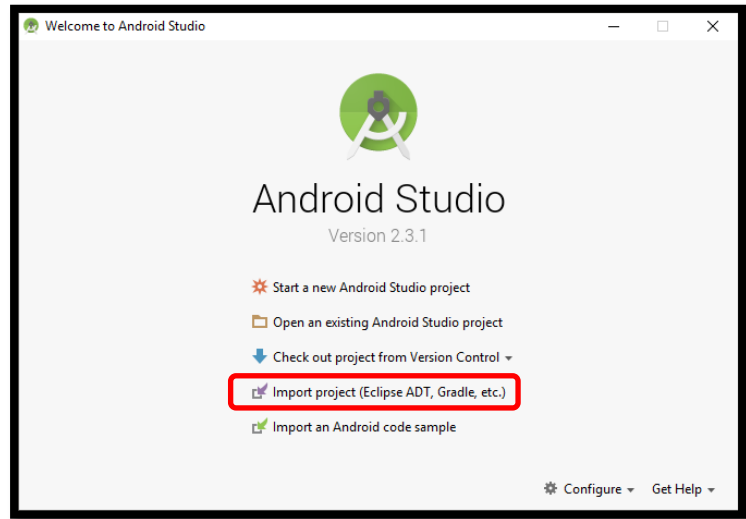 Welcome to Android Studio
Android Studio
Version 2.3.1
Start a new Android Studio project
Open an existing Android Studio project
Check out project from Version Control
Import project (Eclipse ADT, Gradle, etc.)
Import an Android code sample
Configure Get Help